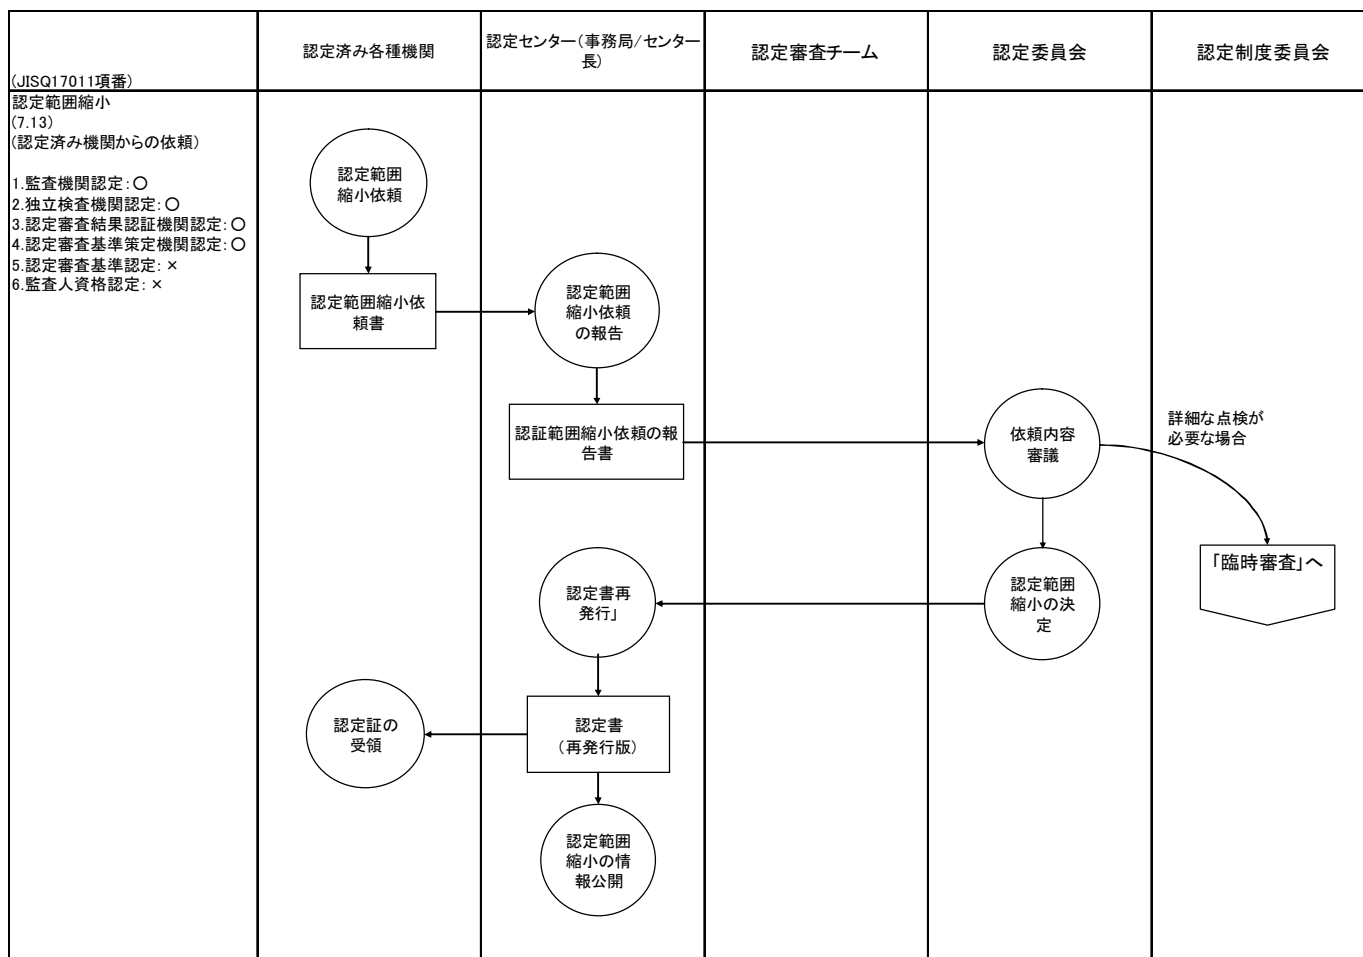 (JISQ17011項番)
認定済み各種機関
認定センター(事務局/センター
長)
認定審査チーム
認定委員会
認定制度委員会
認定範囲縮小
(7.13)
(認定済み機関からの依頼)
1.監査機関認定:○
2.独立検査機関認定:○
3.認定審査結果認証機関認定:○
4.認定審査基準策定機関認定:○
5.認定審査基準認定:×
6.監査人資格認定:×
認定範囲
縮小依頼
認定範囲縮小依
頼書
認定範囲
縮小依頼
の報告
認証範囲縮小依頼の報
告書
依頼内容
審議
詳細な点検が
必要な場合
「臨時審査」へ
認定範囲
縮小の決
定
認定書再
発行」
認定書
(再発行版)
認定証の
受領
認定範囲
縮小の情
報公開